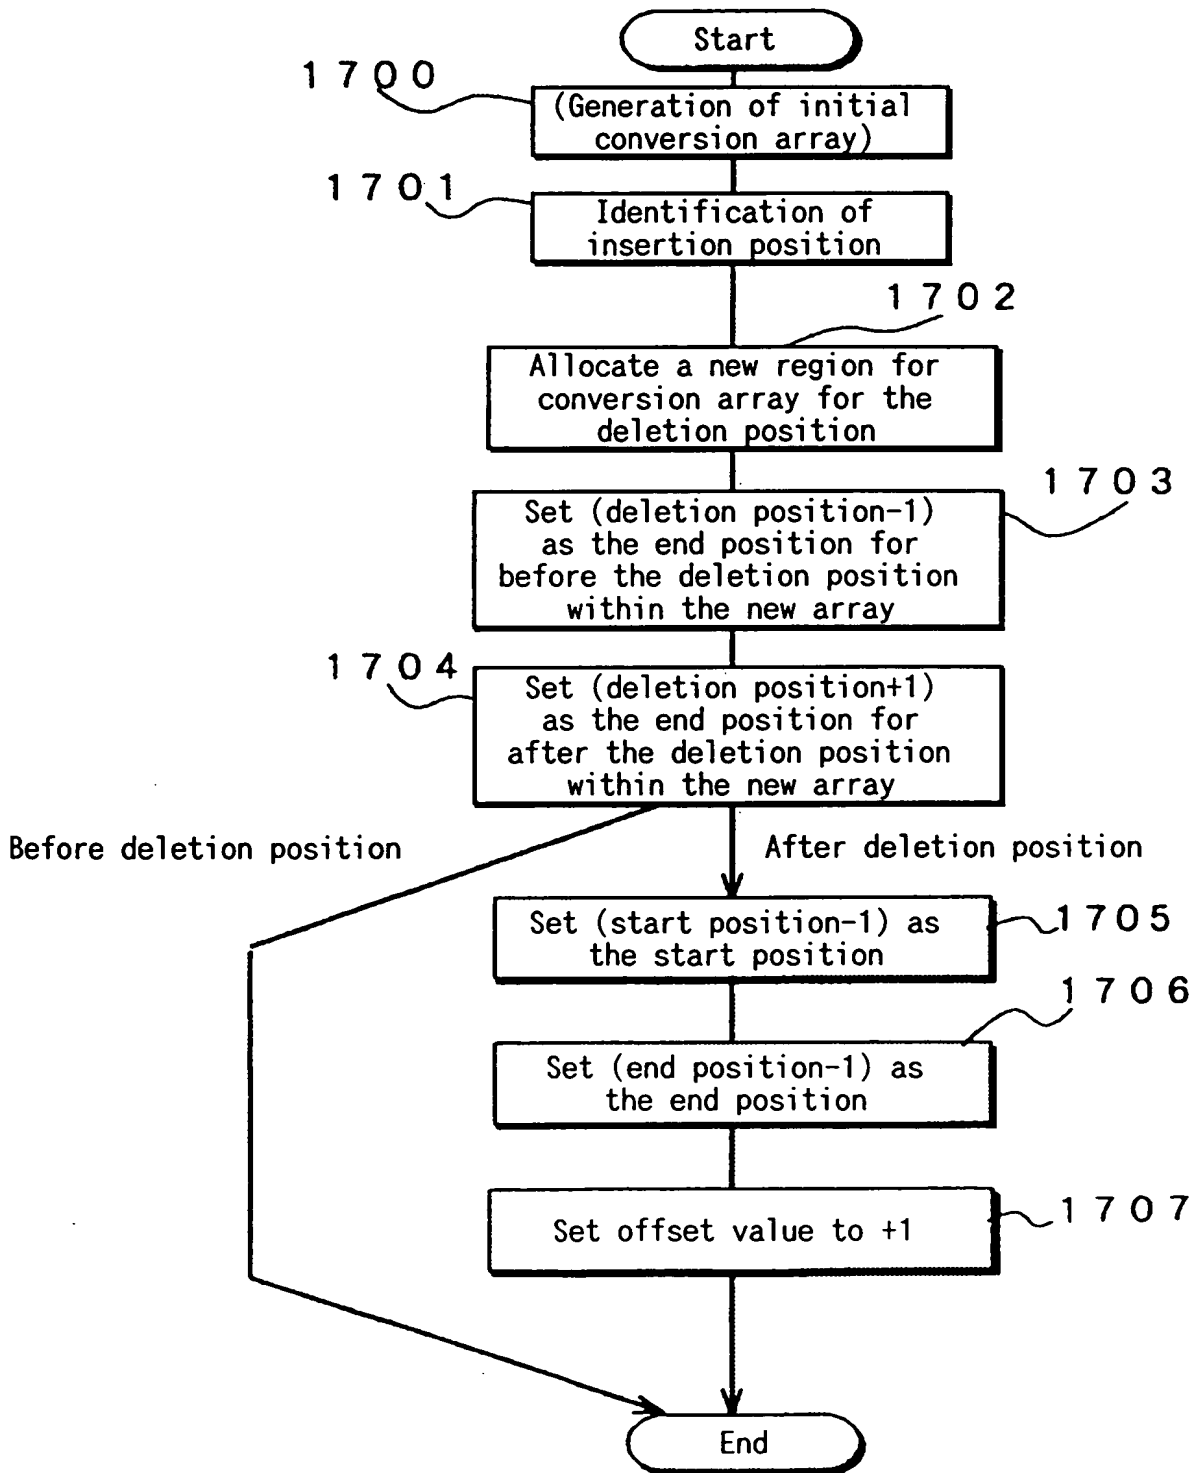 Start
1700
(Generation of initial
conversion array)
1701
Identification of
insertion position
1702
Allocate a new region for
conversion array for the
deletion position
1703
Set (deletion position-1)
as the end position for
before the deletion position
within the new array
1704
Set (deletion position+1)
as the end position for
after the deletion position
within the new array
Before deletion position
After deletion position
Set (start position-1) as
the start position
1705
1706
Set (end position-1) as
the end position
Set offset value to +1
1707
End